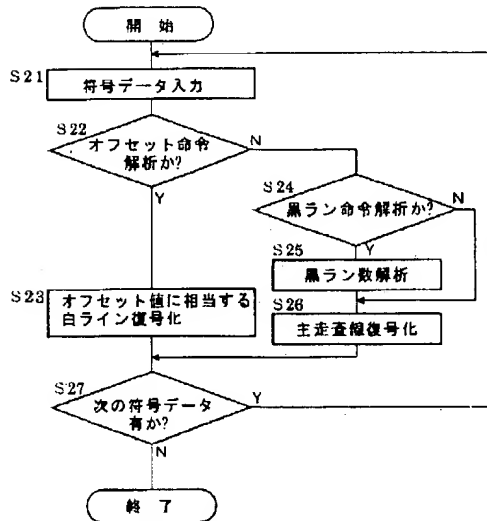 開始
S21
符号データ入力
S22
オフセット命令
解析か?
N
Y
S24
黒ラン命令解析か?
N
Y
S25
黒ラン数解析
S23
オフセット値に相当する
白ライン復号化
S26
主走査線復号化
S27
次の符号データ
有か?
Y
N
終了